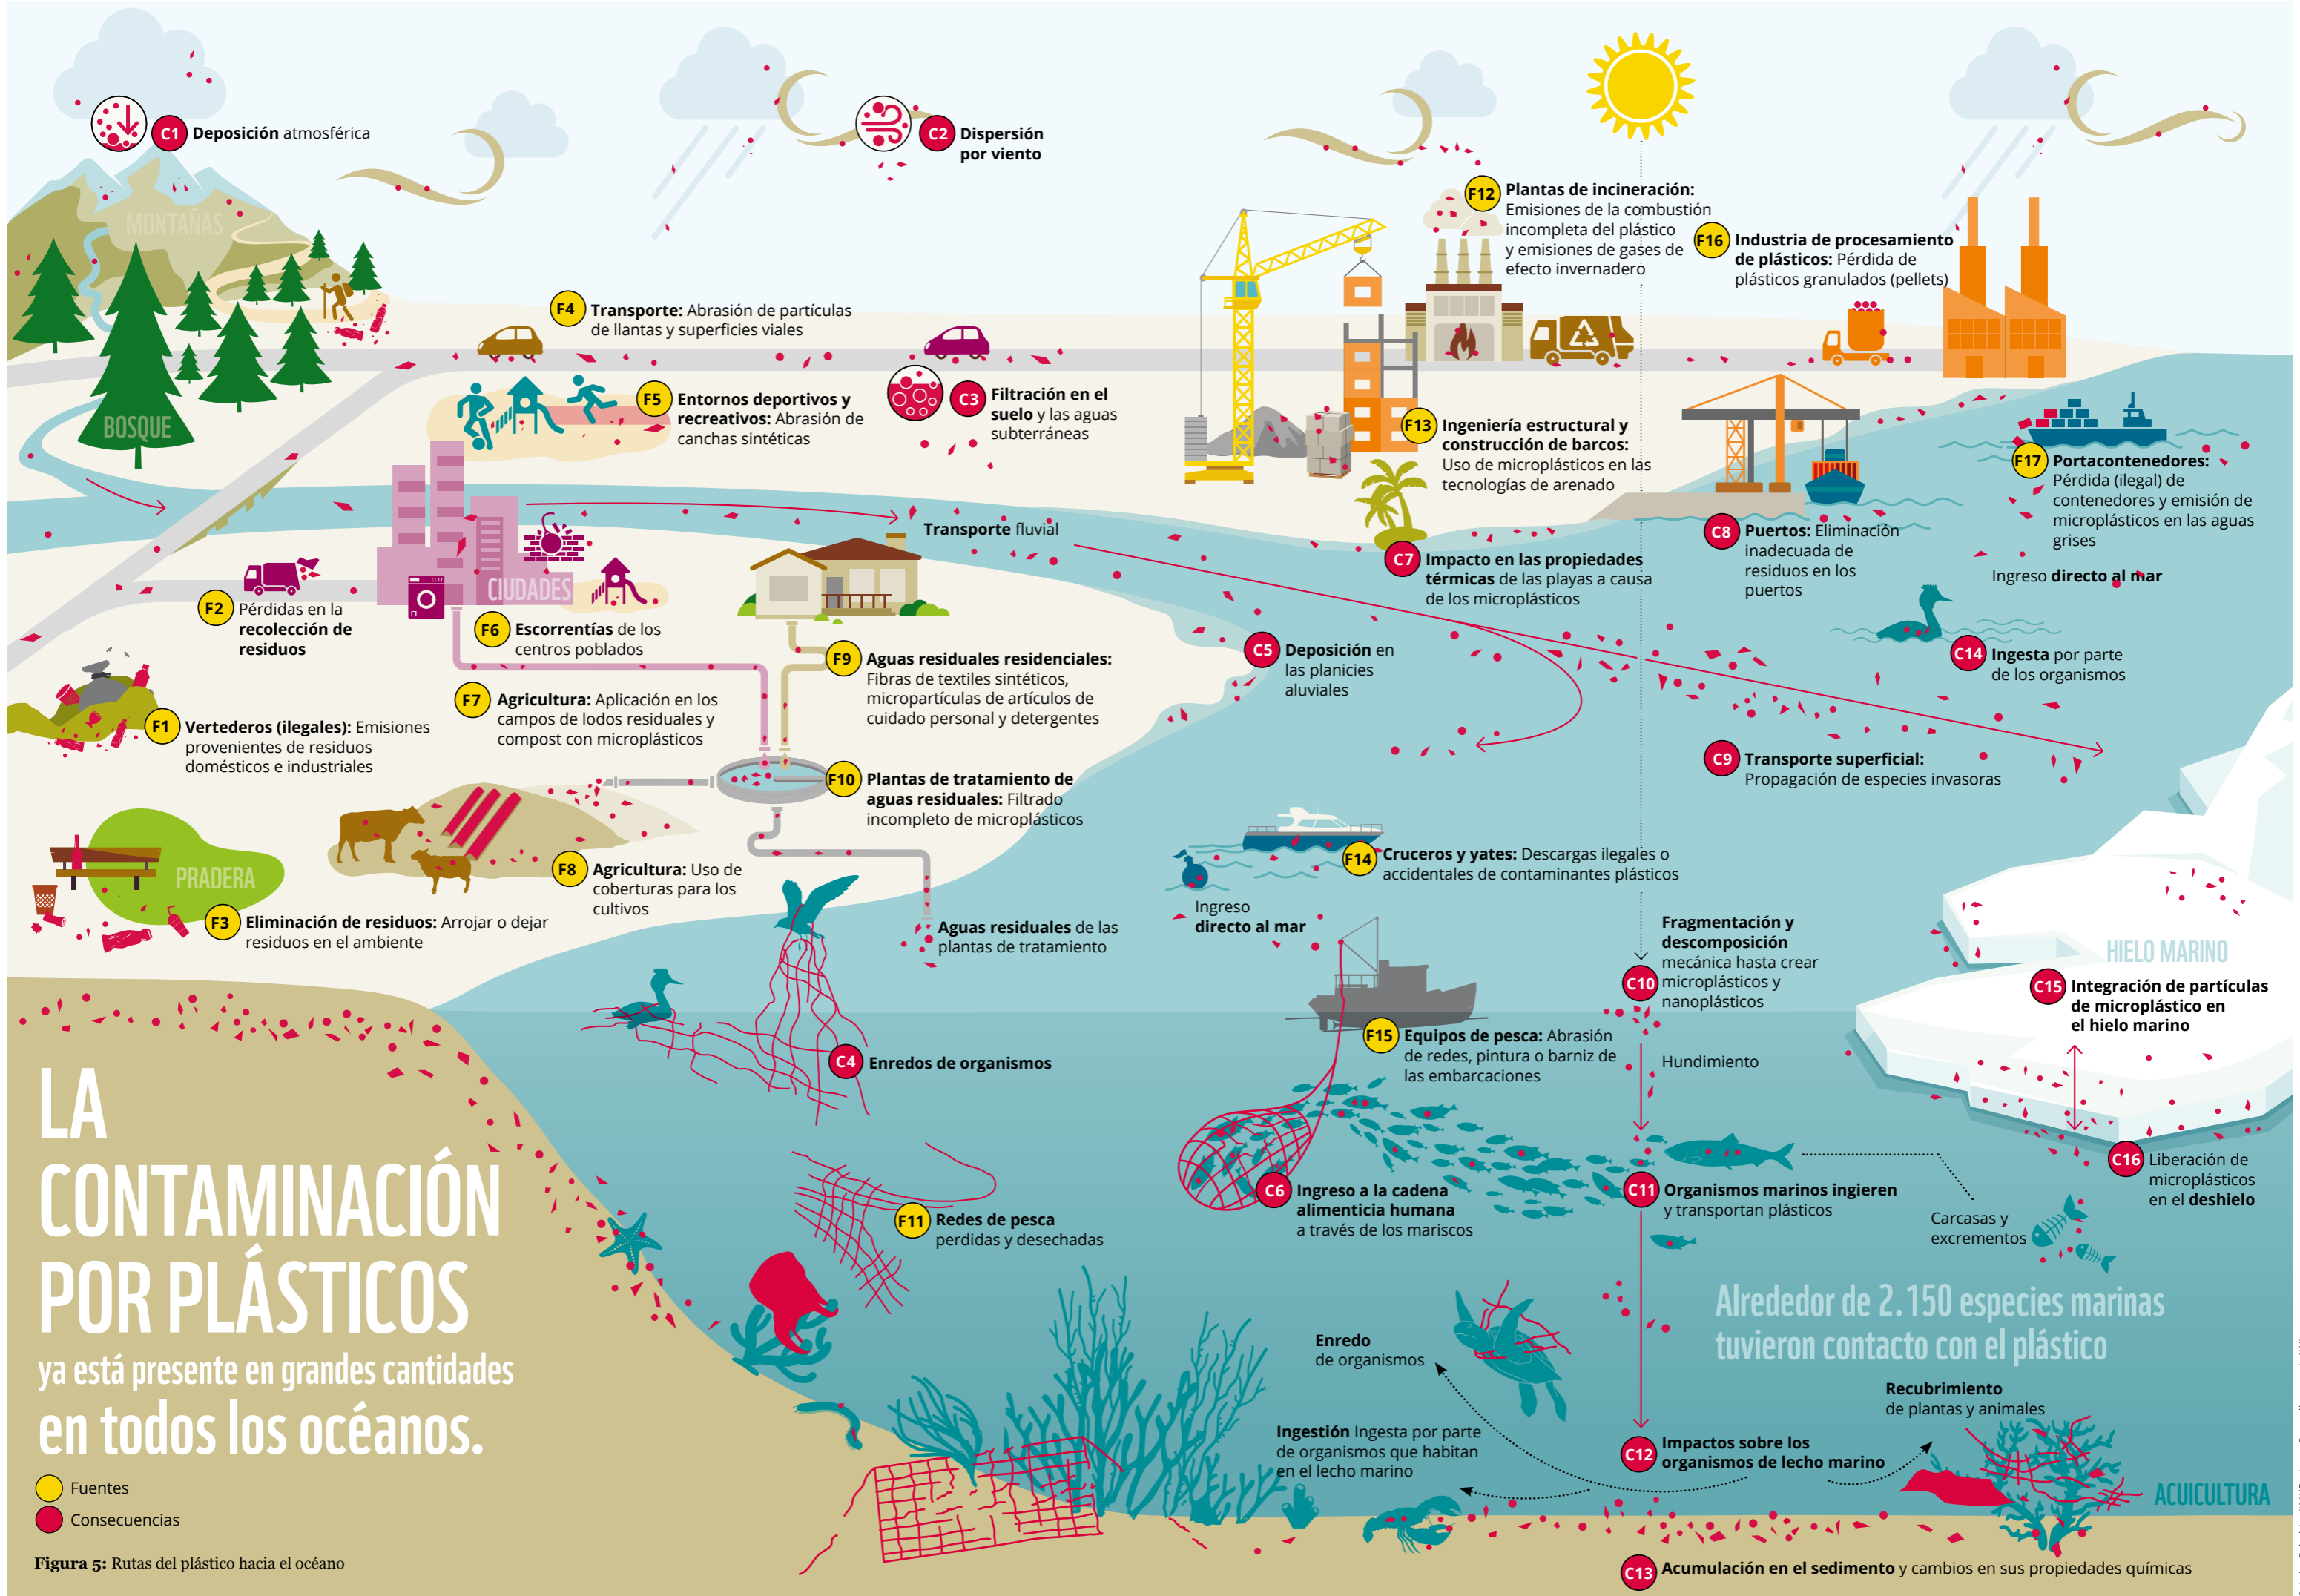 C1 Deposición atmosférica
C2 Dispersión
por viento
MONTAÑAS
BOSQUE
F4 Transporte: Abrasión de partículas
de llantas y superficies viales
F5 Entornos deportivos y
recreativos: Abrasión de
canchas sintéticas
C3 Filtración en el
suelo y las aguas
subterráneas
F12 Plantas de incineración:
Emisiones de la combustión
incompleta del plástico
y emisiones de gases de
efecto invernadero
F16 Industria de procesamiento
de plásticos: Pérdida de
plásticos granulados (pellets)
F13 Ingeniería estructural y
construcción de barcos:
Uso de microplásticos en las
tecnologías de arenado
F17 Portacontenedores:
Pérdida (ilegal) de
contenedores y emisión de
microplásticos en las aguas
grises
Ingreso directo al mar
Transporte fluvial
C7 Impacto en las propiedades
térmicas de las playas a causa
de los microplásticos
C8 Puertos: Eliminación
inadecuada de
residuos en los
puertos
CIUDADES
F2 Pérdidas en la
recolección de
residuos
F6 Escorrentías de los
centros poblados
F9 Aguas residuales residenciales:
Fibras de textiles sintéticos,
micropartículas de artículos de
cuidado personal y detergentes
C5 Deposición en
las planicies
aluviales
C14 Ingesta por parte
de los organismos
F1 Vertederos (ilegales): Emisiones
provenientes de residuos
domésticos e industriales
F7 Agricultura: Aplicación en los
campos de lodos residuales y
compost con microplásticos
F10 Plantas de tratamiento de
aguas residuales: Filtrado
incompleto de microplásticos
C9 Transporte superficial:
Propagación de especies invasoras
PRADERA
F8 Agricultura: Uso de
coberturas para los
cultivos
F3 Eliminación de residuos: Arrojar o dejar
residuos en el ambiente
Aguas residuales de las
plantas de tratamiento
F14 Cruceros y yates: Descargas ilegales o
accidentales de contaminantes plásticos
Ingreso
directo al mar
C10 Fragmentación y
descomposición
mecánica hasta crear
microplásticos y
nanoplásticos
HIELO MARINO
C15 Integración de partículas
de microplástico en
el hielo marino
C4 Enredos de organismos
F15 Equipos de pesca: Abrasión
de redes, pintura o barniz de
las embarcaciones
Hundimiento
C16 Liberación de
microplásticos
en el deshielo
F11 Redes de pesca
perdidas y desechadas
C6 Ingreso a la cadena
alimenticia humana
a través de los mariscos
C11 Organismos marinos ingieren
y transportan plásticos
Carcasas y
excrementos
Alrededor de 2.150 especies marinas
tuvieron contacto con el plástico
Enredo
de organismos
Recubrimiento
de plantas y animales
Ingestión Ingesta por parte
de organismos que habitan
en el lecho marino
C12 Impactos sobre los
organismos de lecho marino
ACUICULTURA
C13 Acumulación en el sedimento y cambios en sus propiedades químicas
LA
CONTAMINACIÓN
POR PLÁSTICOS
ya está presente en grandes cantidades
en todos los océanos.
Fuentes
Consecuencias
Figura 5: Rutas del plástico hacia el océano